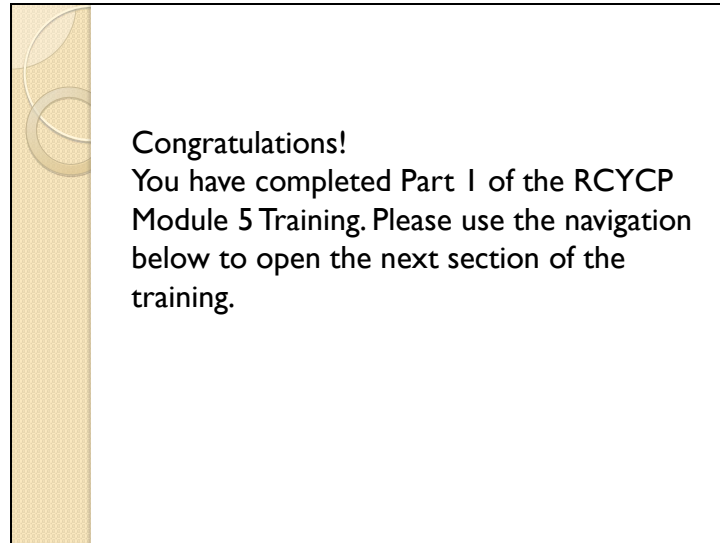 Congratulations!
You have completed Part 1 of the RCYCP
Module 5 Training. Please use the navigation
below to open the next section of the
training.